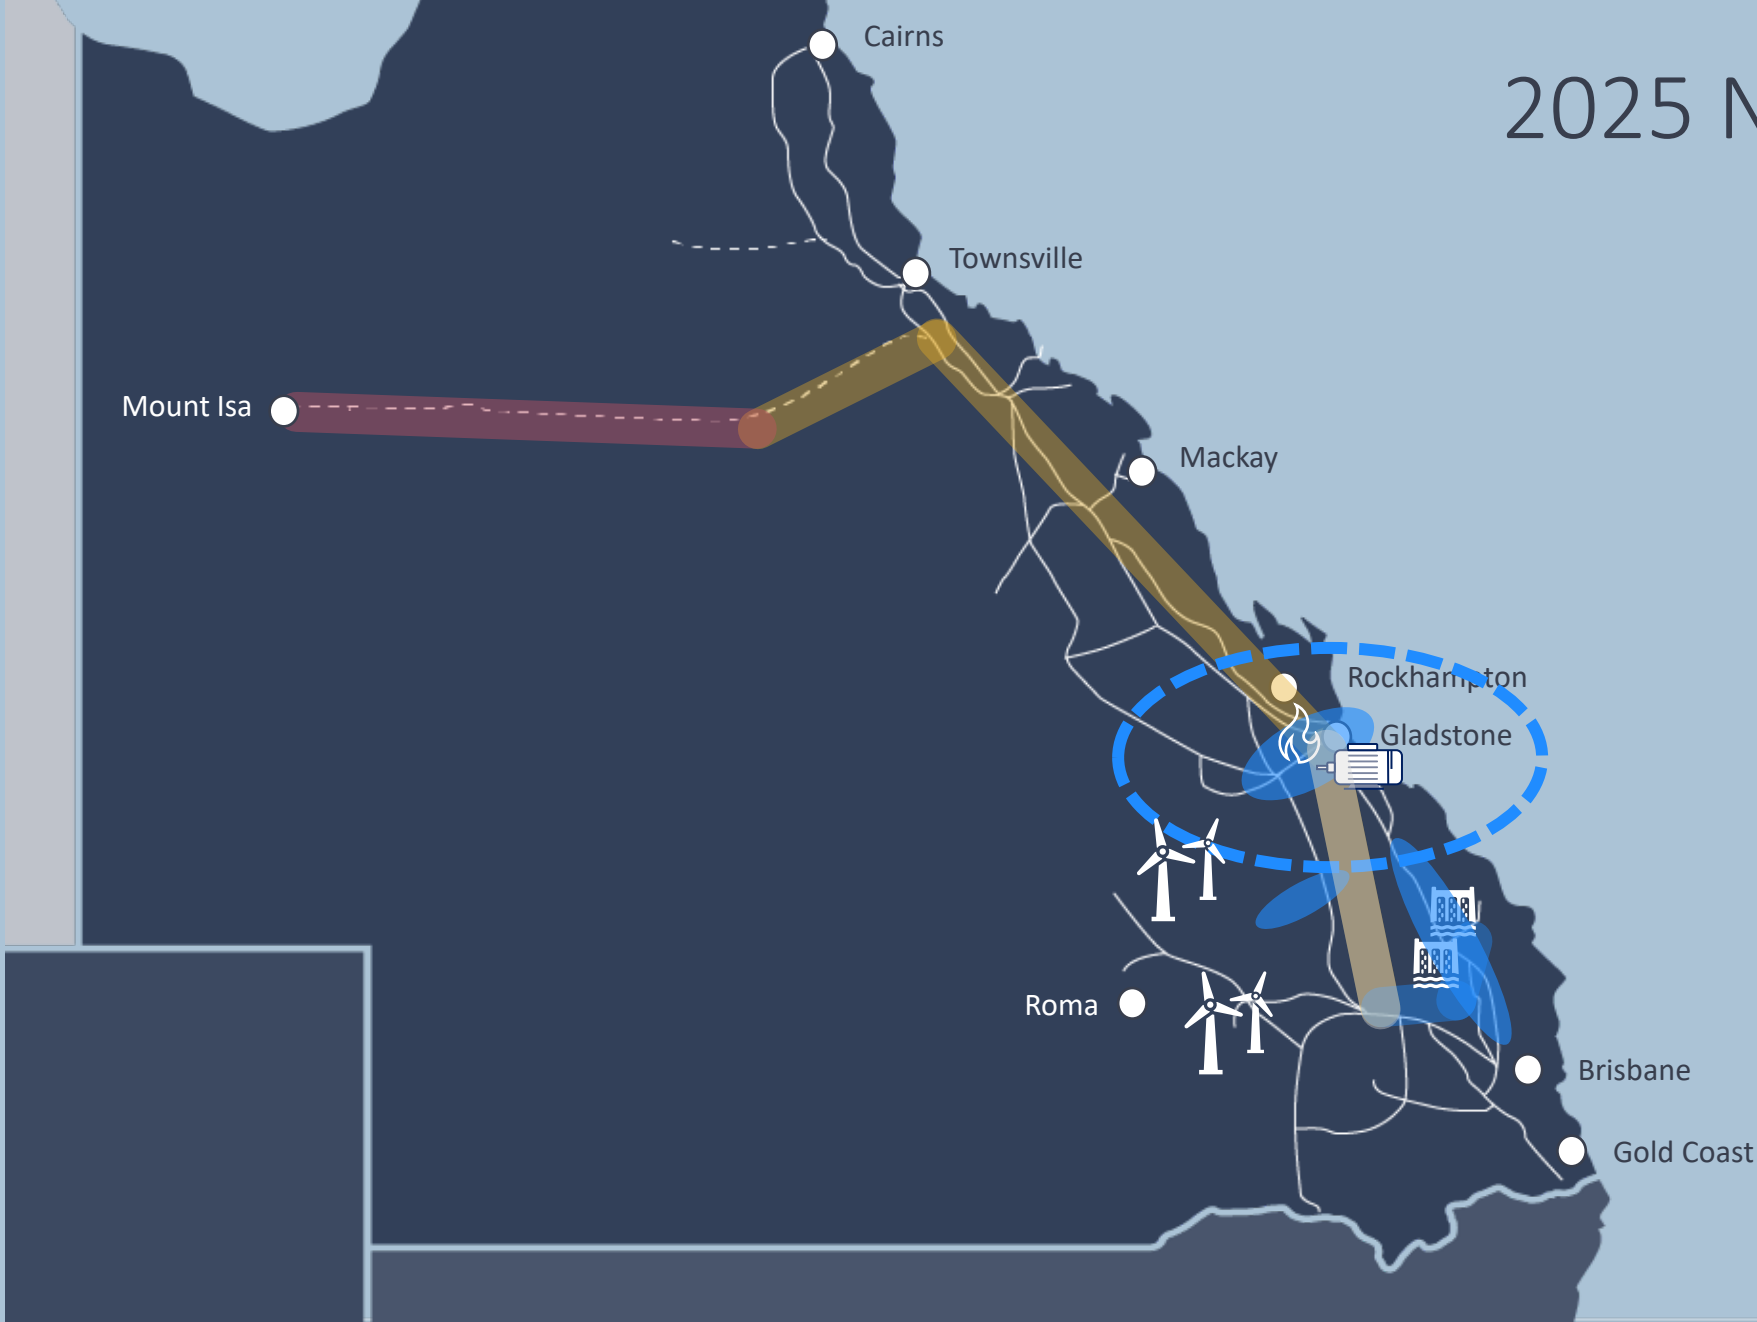 Cairns
2025 N
Townsville
Mount Isa
Mackay
Rockhampton
Gladstone
Roma
Brisbane
Gold Coast